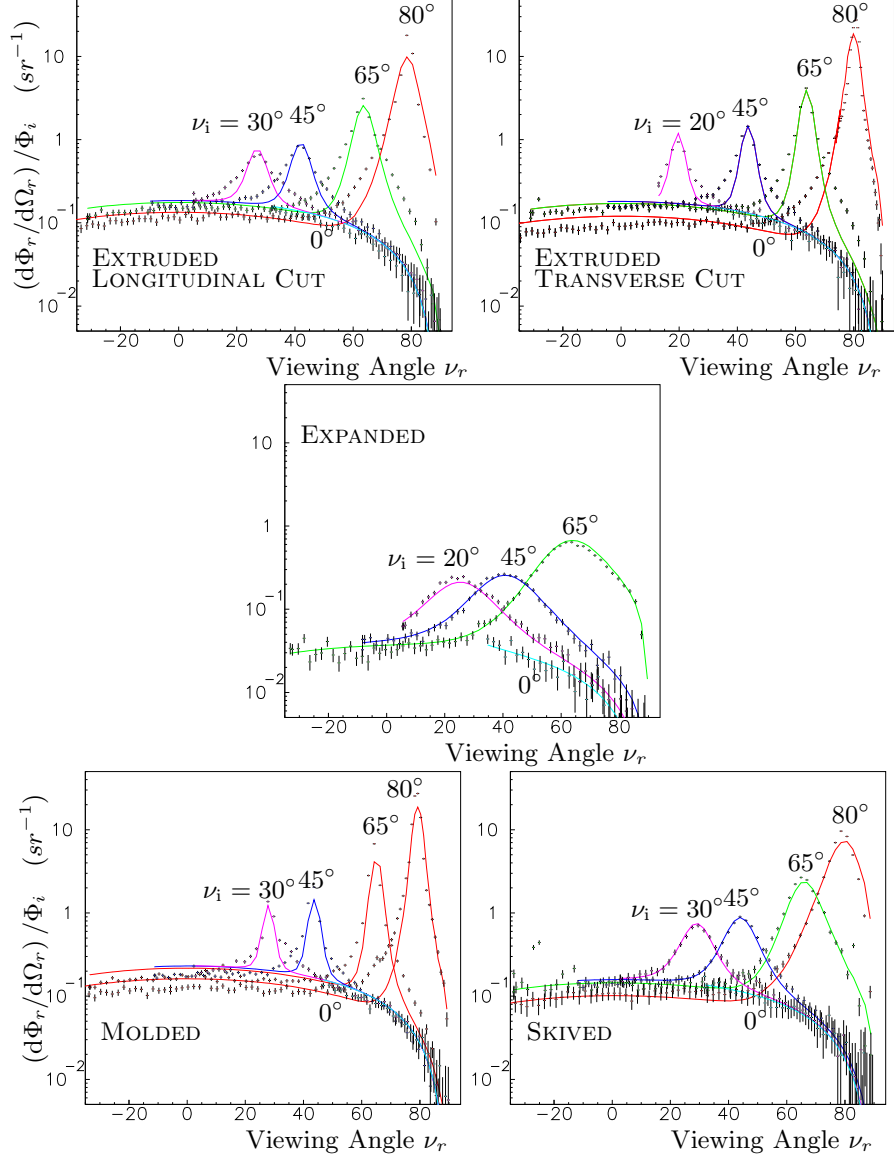 (dΦr/dΩr)/Φi (sr⁻¹)
10
1
10⁻¹
10⁻²
νi = 30°
45°
65°
80°
0°
EXTRUDED
LONGITUDINAL CUT
−20 0 20 40 60 80
Viewing Angle νr
10
1
10⁻¹
10⁻²
νi = 20°
45°
65°
80°
0°
EXTRUDED
TRANSVERSE CUT
−20 0 20 40 60 80
Viewing Angle νr
10
1
10⁻¹
10⁻²
EXPANDED
νi = 20°
45°
65°
0°
−20 0 20 40 60 80
Viewing Angle νr
(dΦr/dΩr)/Φi (sr⁻¹)
10
1
10⁻¹
10⁻²
νi = 30°
45°
65°
80°
0°
MOLDED
−20 0 20 40 60 80
Viewing Angle νr
10
1
10⁻¹
10⁻²
νi = 30°
45°
65°
80°
0°
SKIVED
−20 0 20 40 60 80
Viewing Angle νr